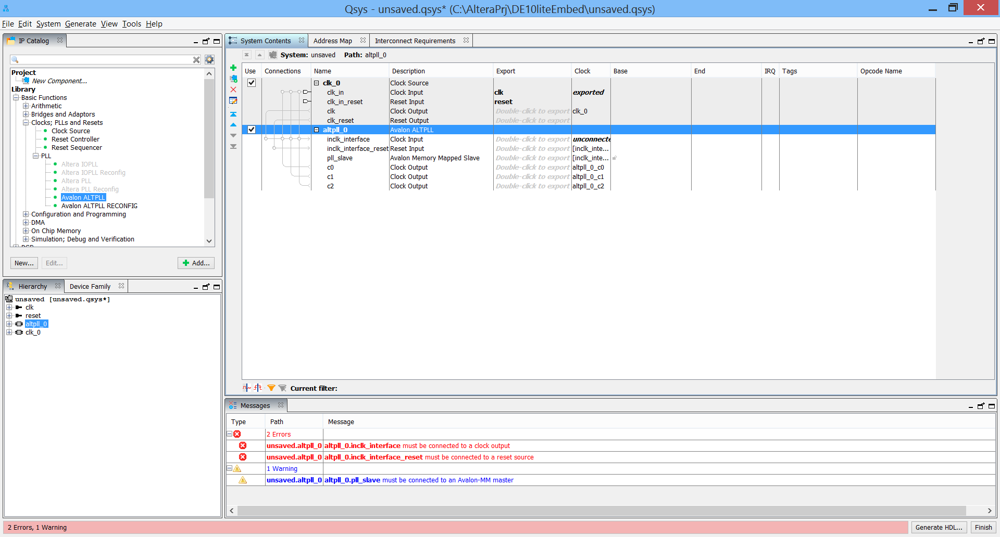 Qsys - unsaved.qsys* (C:\AlteraPrj\DE10liteEmbed\unsaved.qsys)
File Edit System Generate View Tools Help
IP Catalog
Project
New Component...
Library
Basic Functions
Arithmetic
Bridges and Adaptors
Clocks; PLLs and Resets
Clock Source
Reset Controller
Reset Sequencer
PLL
Altera IOPLL
Altera IOPLL Reconfig
Altera PLL
Altera PLL Reconfig
Avalon ALTPLL
Avalon ALTPLL RECONFIG
Configuration and Programming
DMA
On Chip Memory
Simulation; Debug and Verification
New... Edit... Add...
Hierarchy Device Family
unsaved [unsaved.qsys*]
clk
reset
altpll_0
clk_0
System Contents Address Map Interconnect Requirements
System: unsaved Path: altpll_0
Use Connections Name Description Export Clock Base End IRQ Tags Opcode Name
clk_0 Clock Source
clk_in Clock Input clk exported
clk_in_reset Reset Input reset
clk Clock Output Double-click to export clk_0
clk_reset Reset Output Double-click to export
altpll_0 Avalon ALTPLL
inclk_interface Clock Input Double-click to export unconnecte
inclk_interface_reset Reset Input Double-click to export [inclk_inte...
pll_slave Avalon Memory Mapped Slave Double-click to export [inclk_inte...
c0 Clock Output Double-click to export altpll_0_c0
c1 Clock Output Double-click to export altpll_0_c1
c2 Clock Output Double-click to export altpll_0_c2
Current filter:
Messages
Type Path Message
2 Errors
unsaved.altpll_0 altpll_0.inclk_interface must be connected to a clock output
unsaved.altpll_0 altpll_0.inclk_interface_reset must be connected to a reset source
1 Warning
unsaved.altpll_0 altpll_0.pll_slave must be connected to an Avalon-MM master
2 Errors, 1 Warning
Generate HDL... Finish